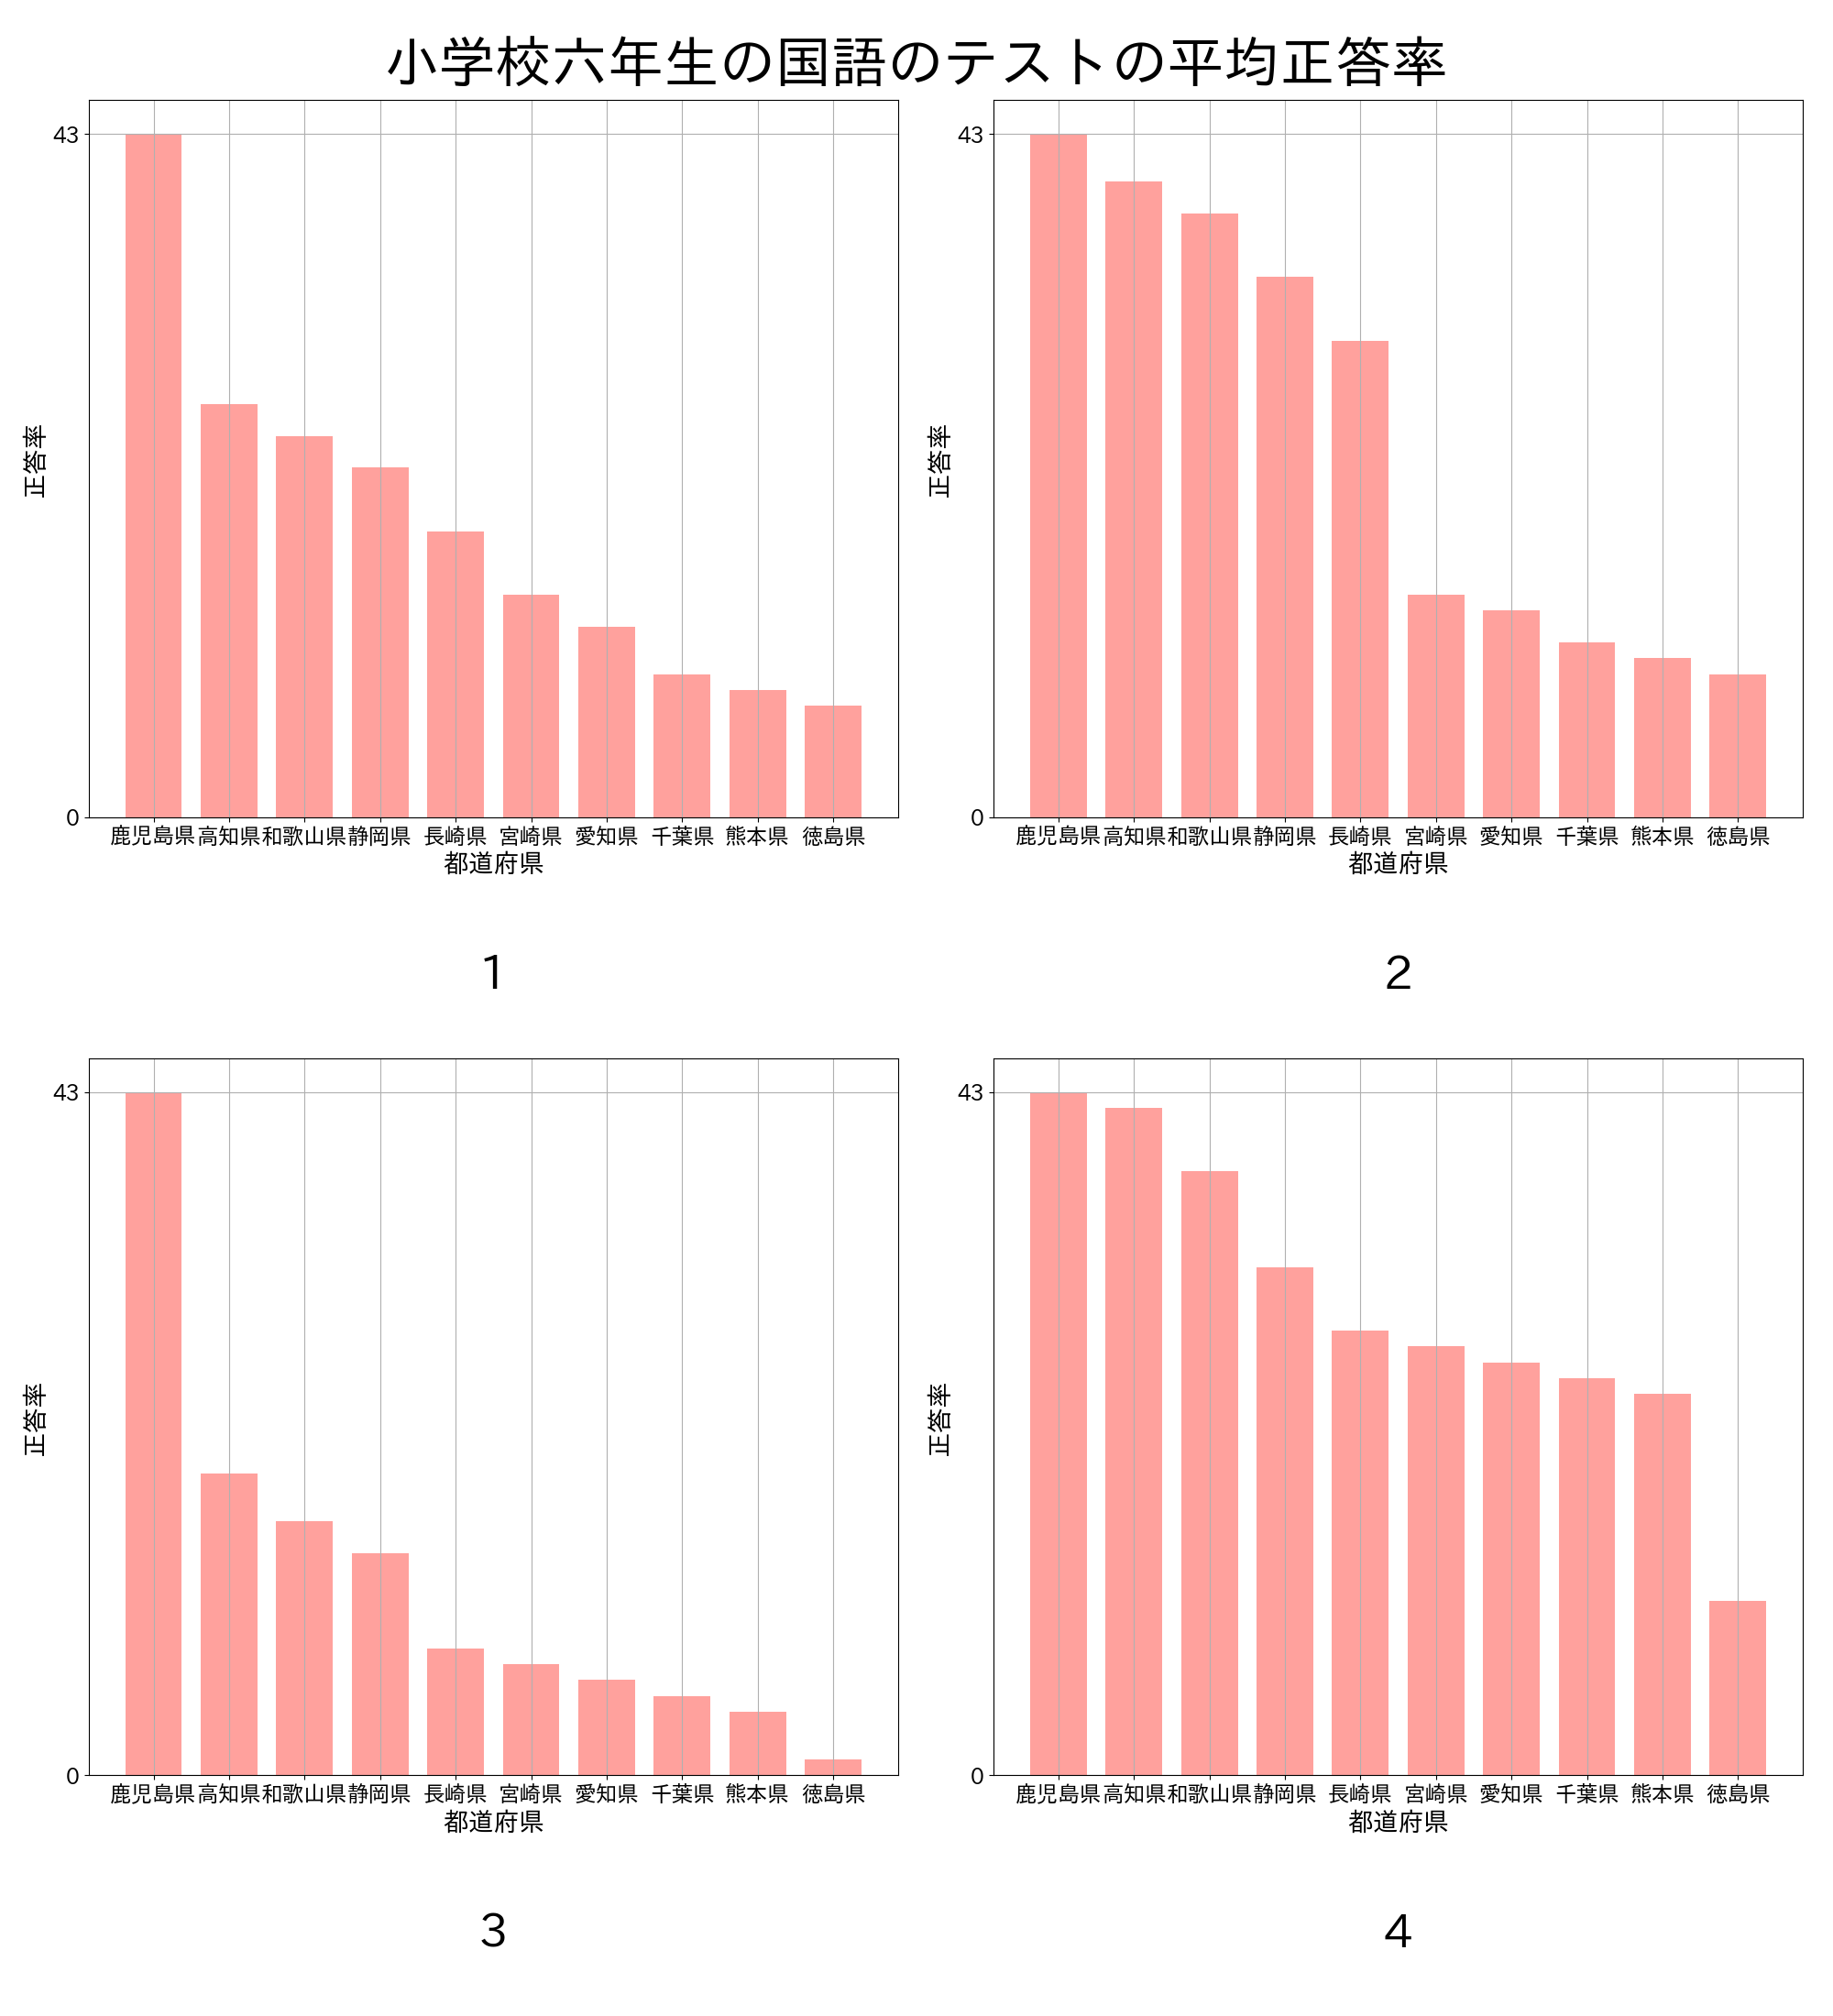 小学校六年生の国語のテストの平均正答率
43
正答率
0
鹿児島県 高知県 和歌山県 静岡県 長崎県 宮崎県 愛知県 千葉県 熊本県 徳島県
都道府県
1
43
正答率
0
鹿児島県 高知県 和歌山県 静岡県 長崎県 宮崎県 愛知県 千葉県 熊本県 徳島県
都道府県
2
43
正答率
0
鹿児島県 高知県 和歌山県 静岡県 長崎県 宮崎県 愛知県 千葉県 熊本県 徳島県
都道府県
3
43
正答率
0
鹿児島県 高知県 和歌山県 静岡県 長崎県 宮崎県 愛知県 千葉県 熊本県 徳島県
都道府県
4